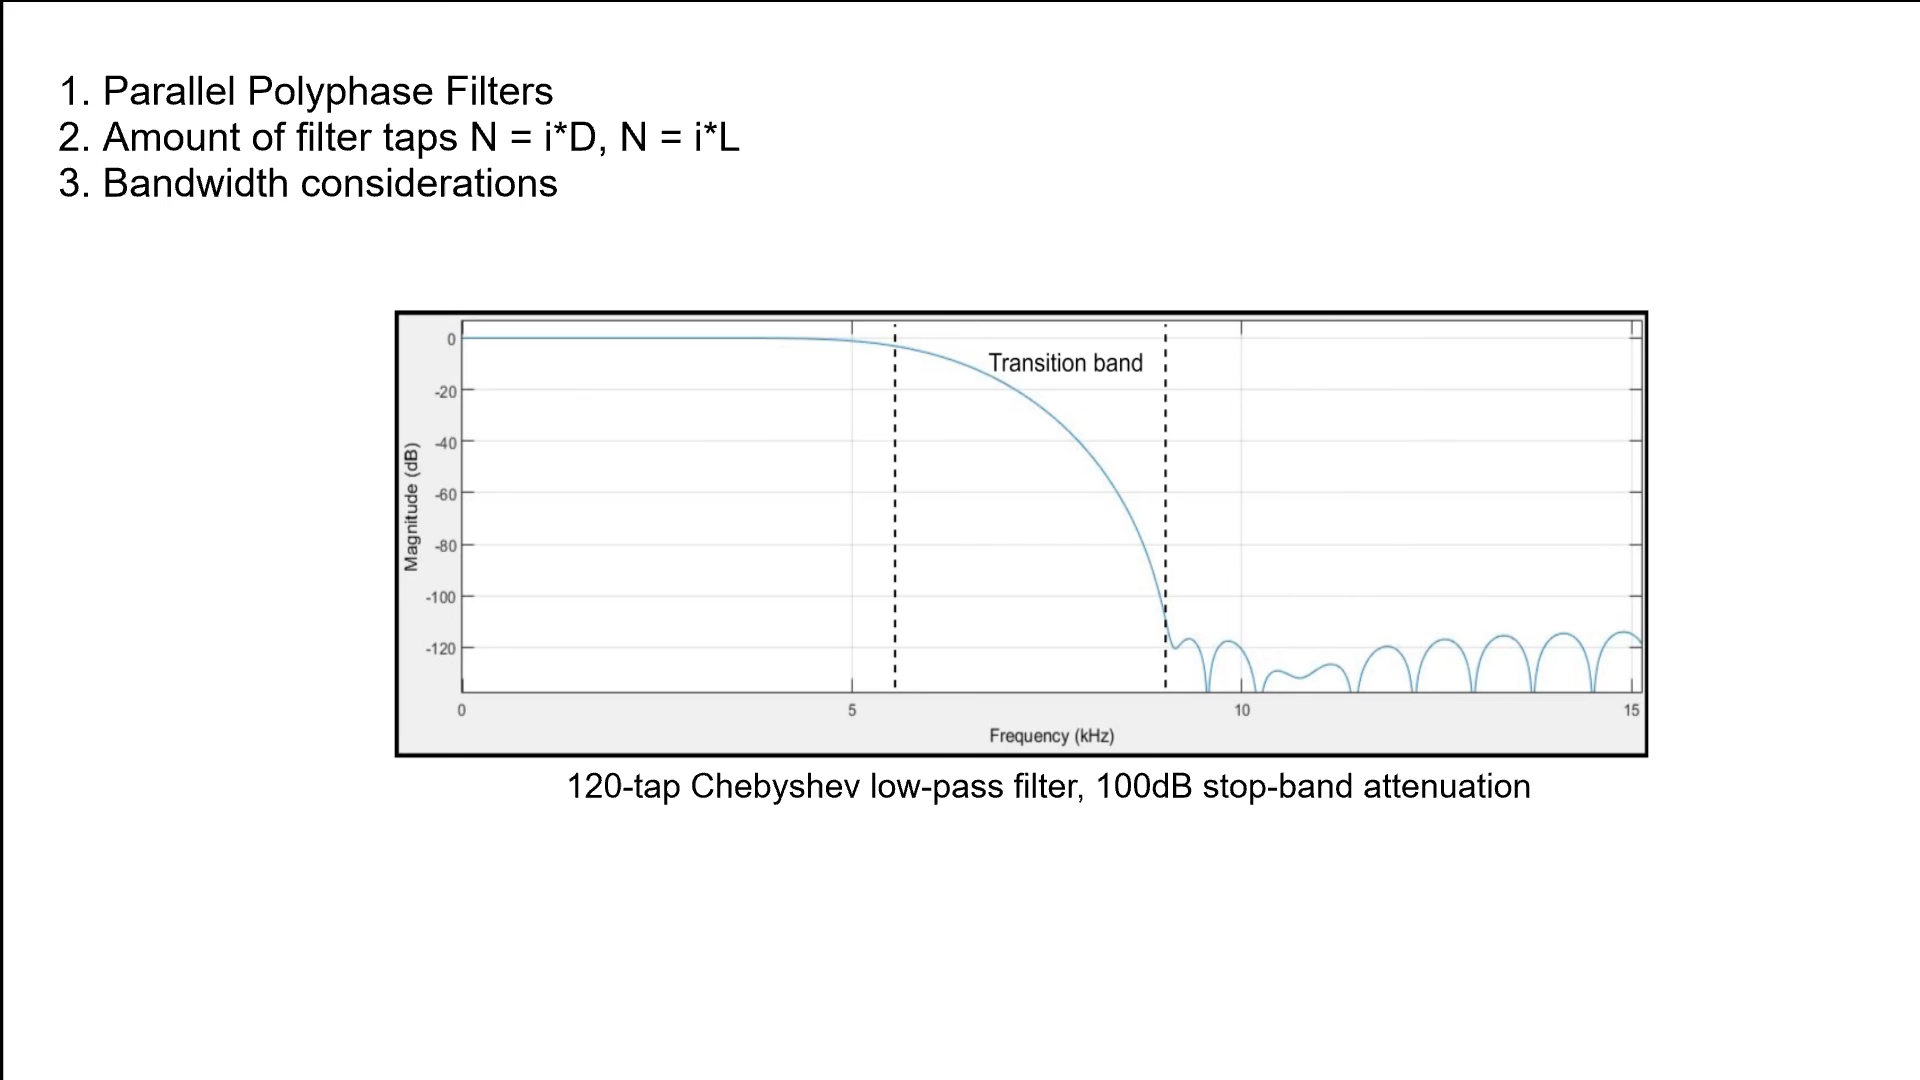 1. Parallel Polyphase Filters
2. Amount of filter taps N = i*D, N = i*L
3. Bandwidth considerations
Transition band
Magnitude (dB)
0
-20
-40
-60
-80
-100
-120
0 5 10 15
Frequency (kHz)
120-tap Chebyshev low-pass filter, 100dB stop-band attenuation